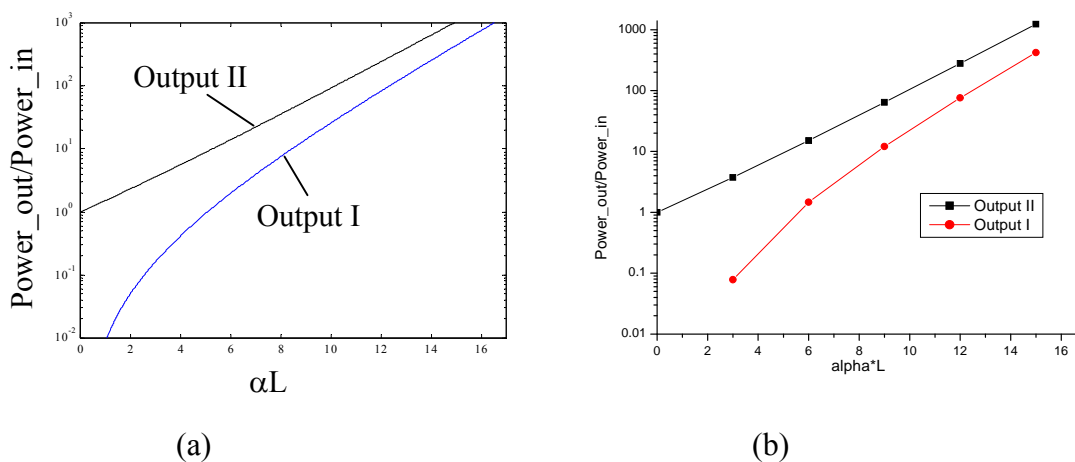 Power_out/Power_in
10^3
10^2
10^1
10^0
10^-1
10^-2
Output II
Output I
0 2 4 6 8 10 12 14 16
αL
(a)
Power_out/Power_in
1000
100
10
1
0.1
0.01
Output II
Output I
0 2 4 6 8 10 12 14 16
alpha*L
(b)